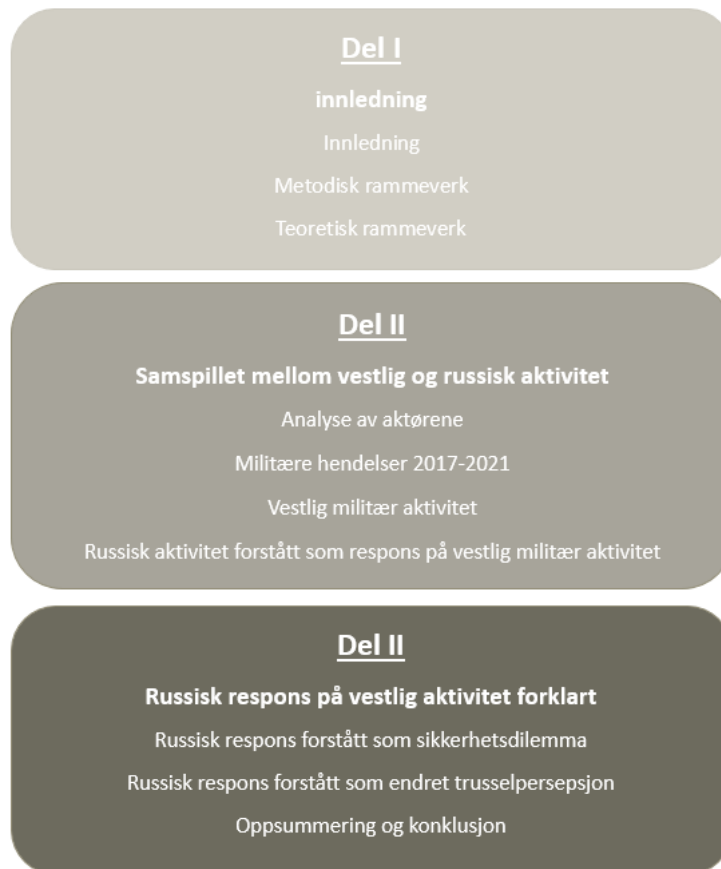 Del I
innledning
Innledning
Metodisk rammeverk
Teoretisk rammeverk
Del II
Samspillet mellom vestlig og russisk aktivitet
Analyse av aktørene
Militære hendelser 2017-2021
Vestlig militær aktivitet
Russisk aktivitet forstått som respons på vestlig militær aktivitet
Del II
Russisk respons på vestlig aktivitet forklart
Russisk respons forstått som sikkerhetsdilemma
Russisk respons forstått som endret trusselpersepsjon
Oppsummering og konklusjon